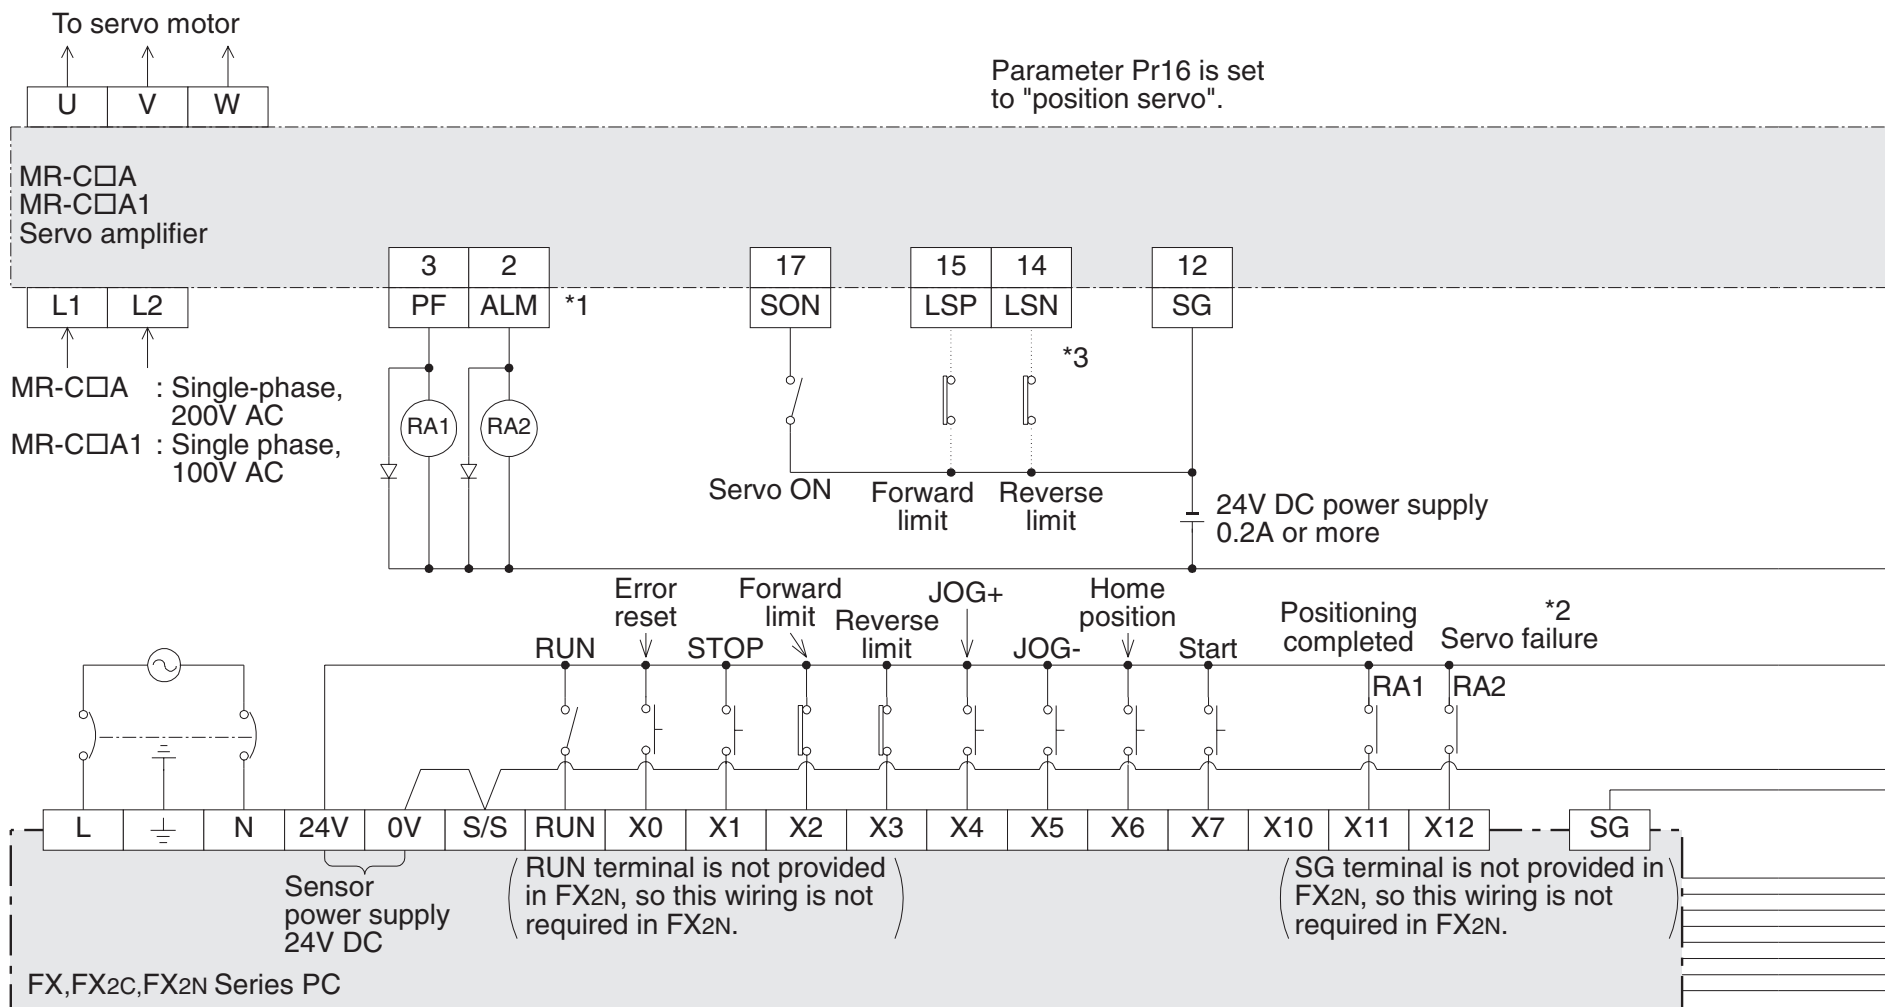 To servo motor
Parameter Pr16 is set
to "position servo".
U V W
MR-C□A
MR-C□A1
Servo amplifier
3 2 17 15 14 12
L1 L2 PF ALM *1 SON LSP LSN SG
*3
MR-C□A : Single-phase,
200V AC
MR-C□A1 : Single phase,
100V AC
RA1 RA2
Servo ON
Forward
limit
Reverse
limit
24V DC power supply
0.2A or more
RUN
Error
reset
STOP
Forward
limit
Reverse
limit
JOG+
JOG-
Home
position
Start
Positioning
completed
*2
Servo failure
RA1 RA2
L N 24V 0V S/S RUN X0 X1 X2 X3 X4 X5 X6 X7 X10 X11 X12 SG
Sensor
power supply
24V DC
RUN terminal is not provided
in FX2N, so this wiring is not
required in FX2N.
SG terminal is not provided in
FX2N, so this wiring is not
required in FX2N.
FX,FX2C,FX2N Series PC